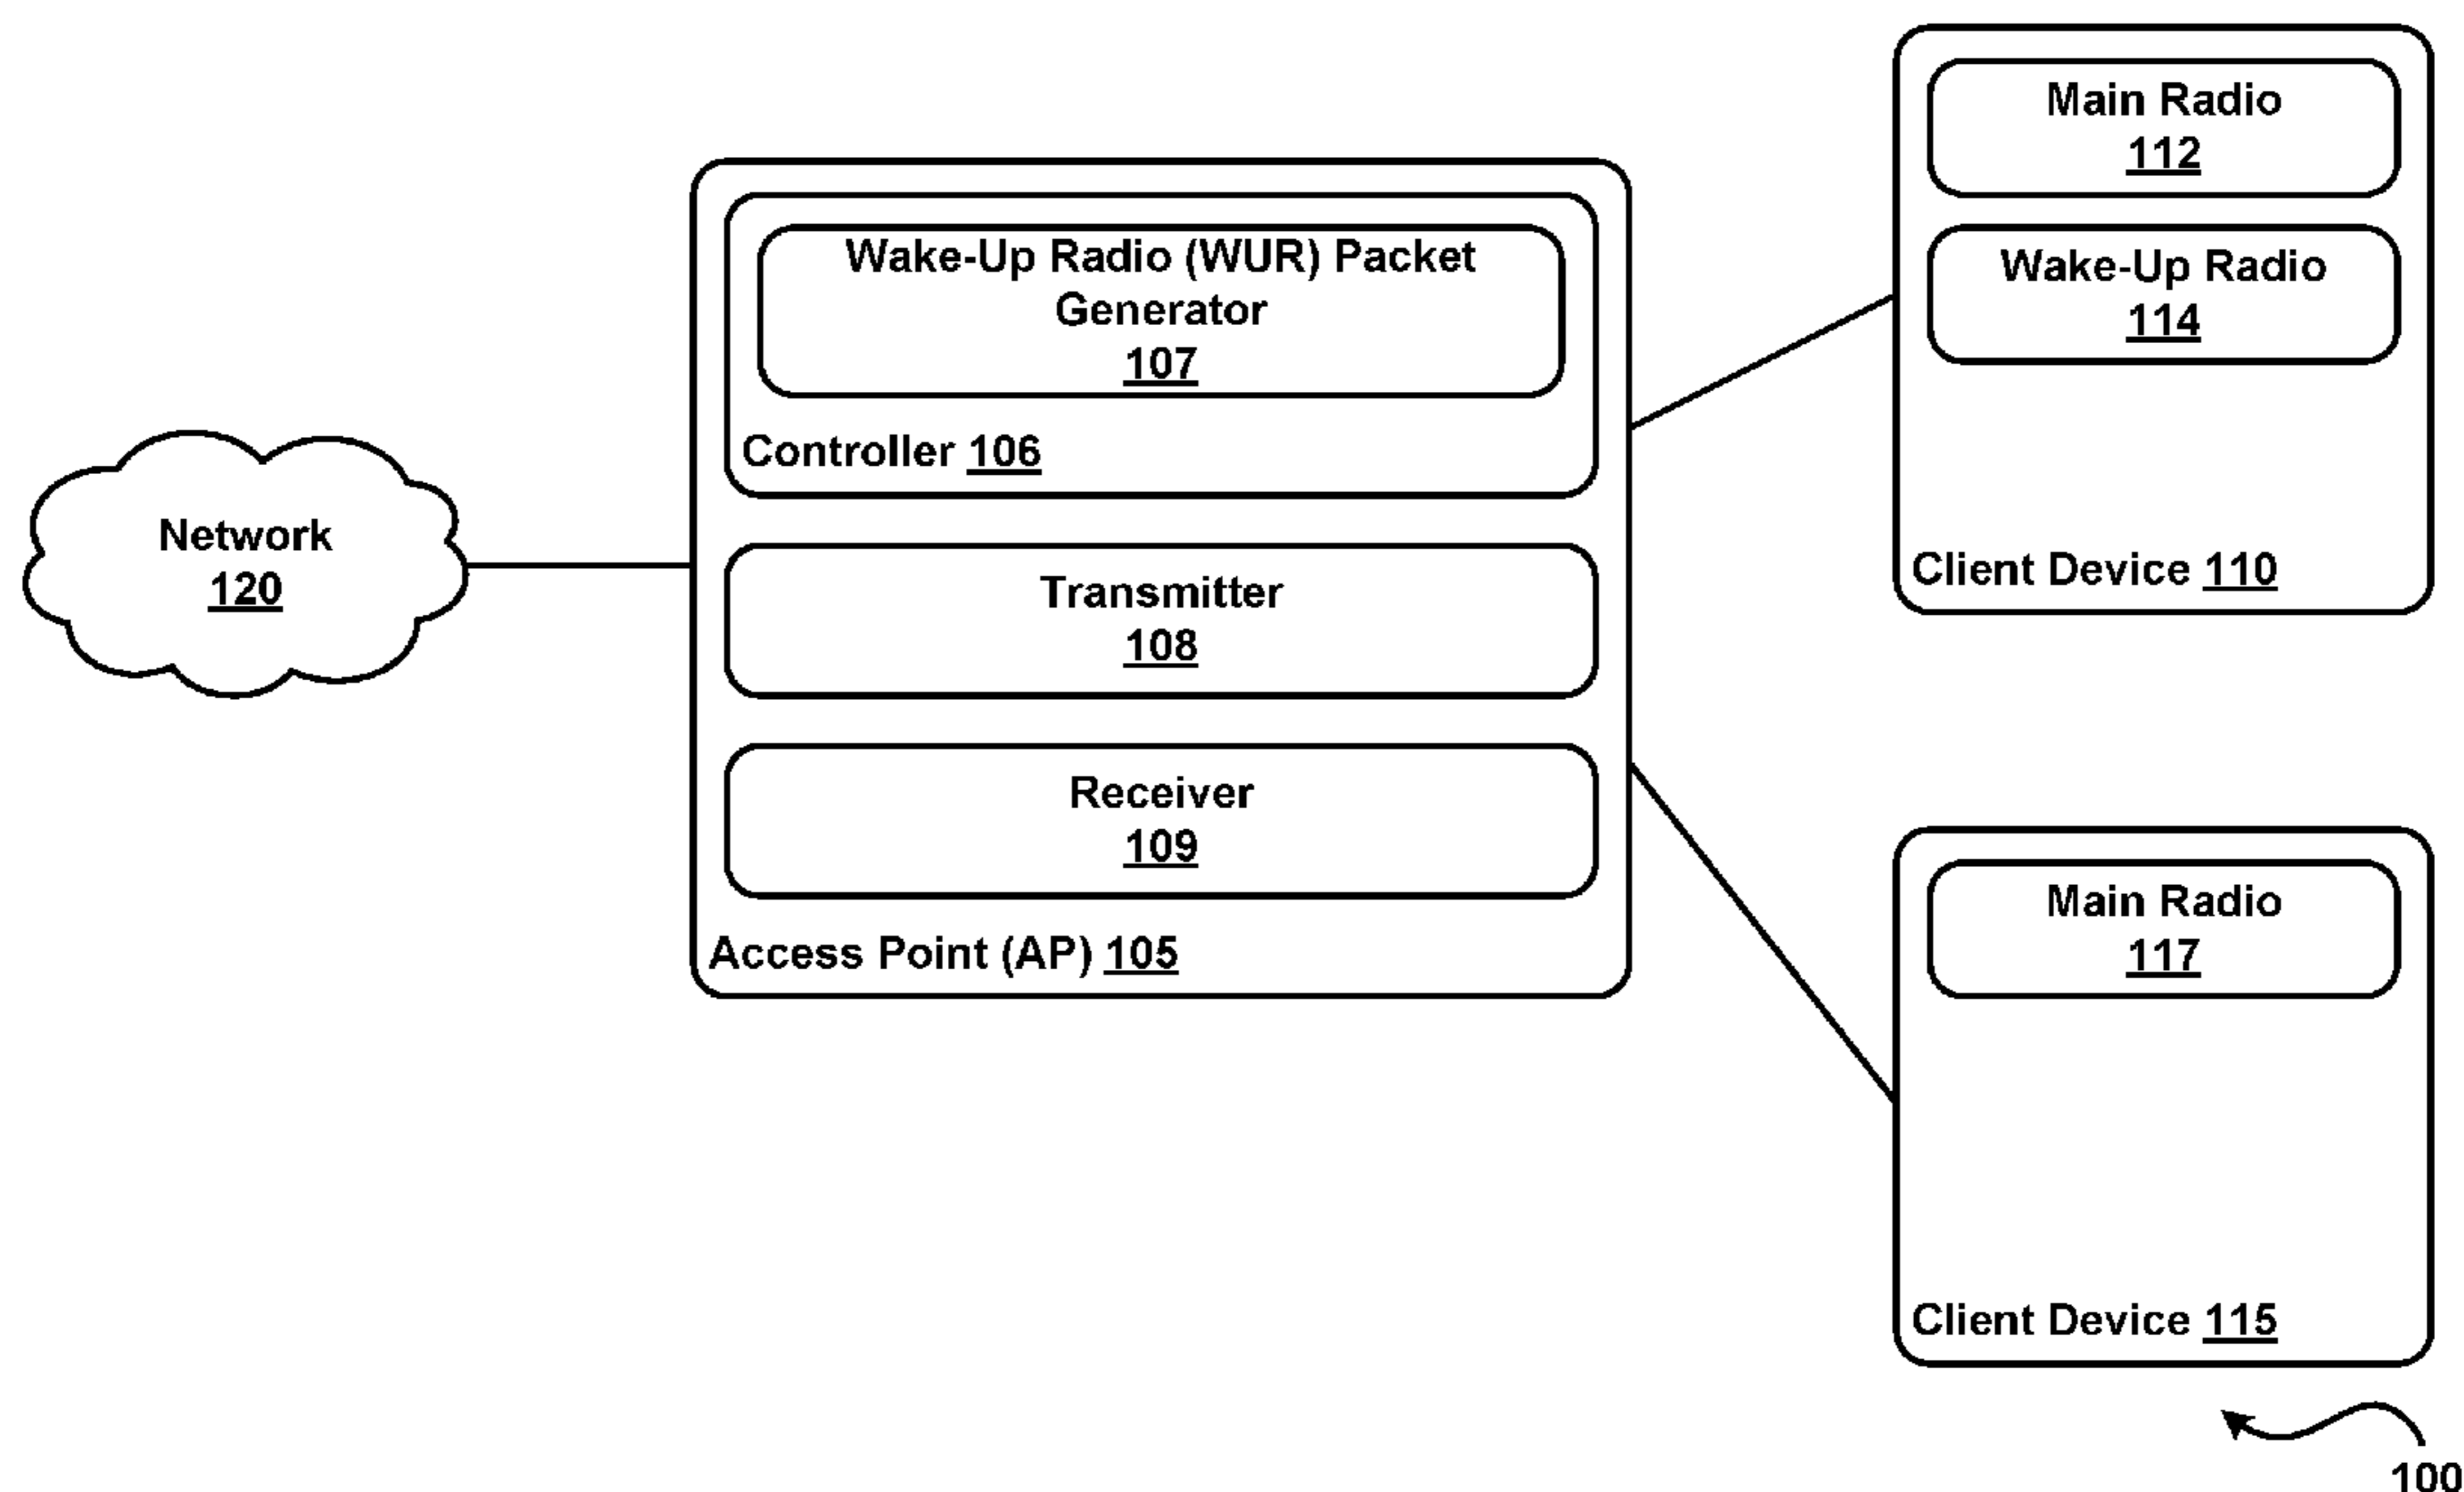 Network
120
Wake-Up Radio (WUR) Packet
Generator
107
Controller 106
Transmitter
108
Receiver
109
Access Point (AP) 105
Main Radio
112
Wake-Up Radio
114
Client Device 110
Main Radio
117
Client Device 115
100